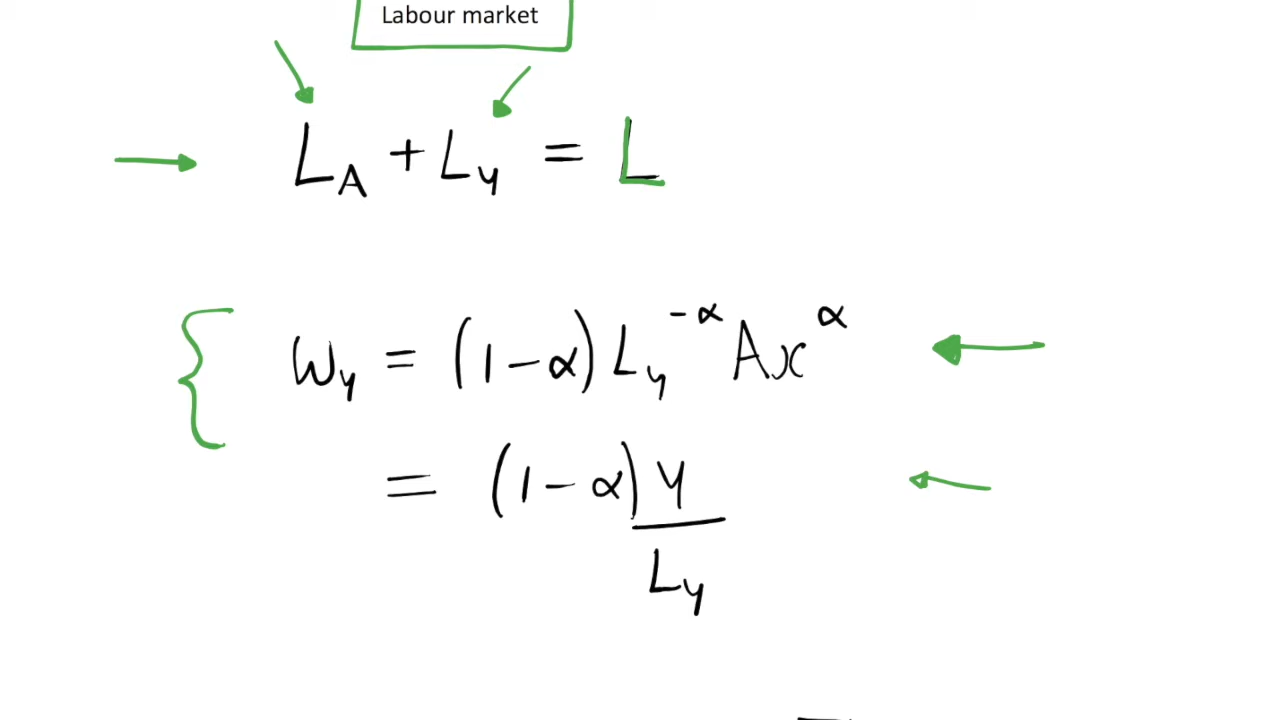 Labour market
L_A + L_y = L
w_y = (1-α) L_y^{-α} A x^α
= (1-α) y / L_y